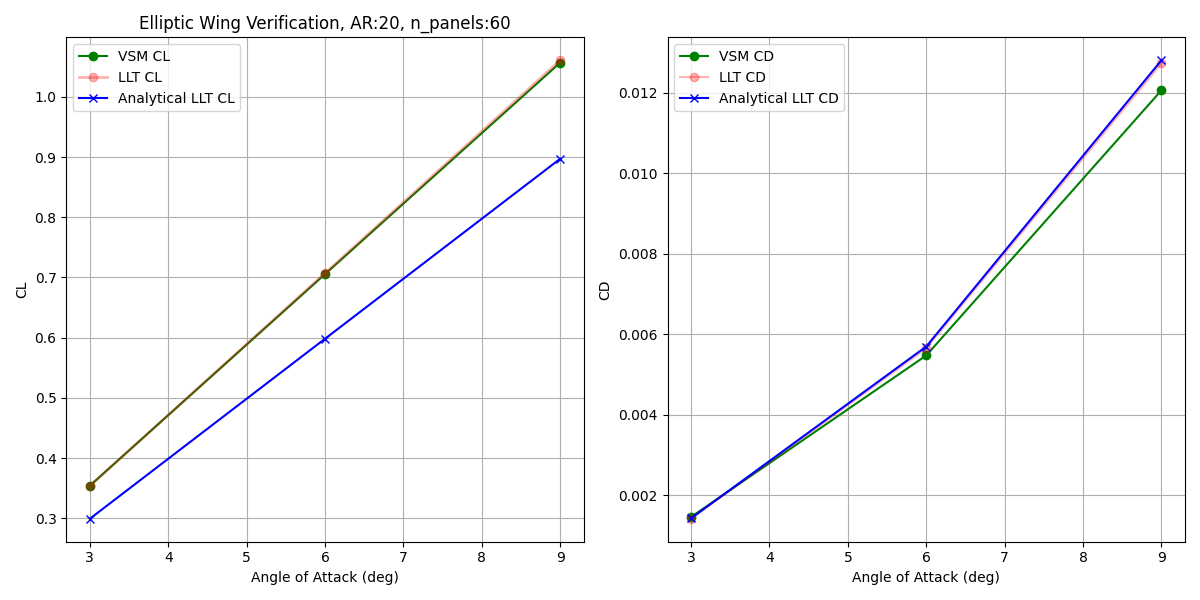 Elliptic Wing Verification, AR:20, n_panels:60
VSM CL
LLT CL
Analytical LLT CL
1.0
0.9
0.8
0.7
0.6
0.5
0.4
0.3
CL
3 4 5 6 7 8 9
Angle of Attack (deg)
VSM CD
LLT CD
Analytical LLT CD
0.012
0.010
0.008
0.006
0.004
0.002
CD
3 4 5 6 7 8 9
Angle of Attack (deg)